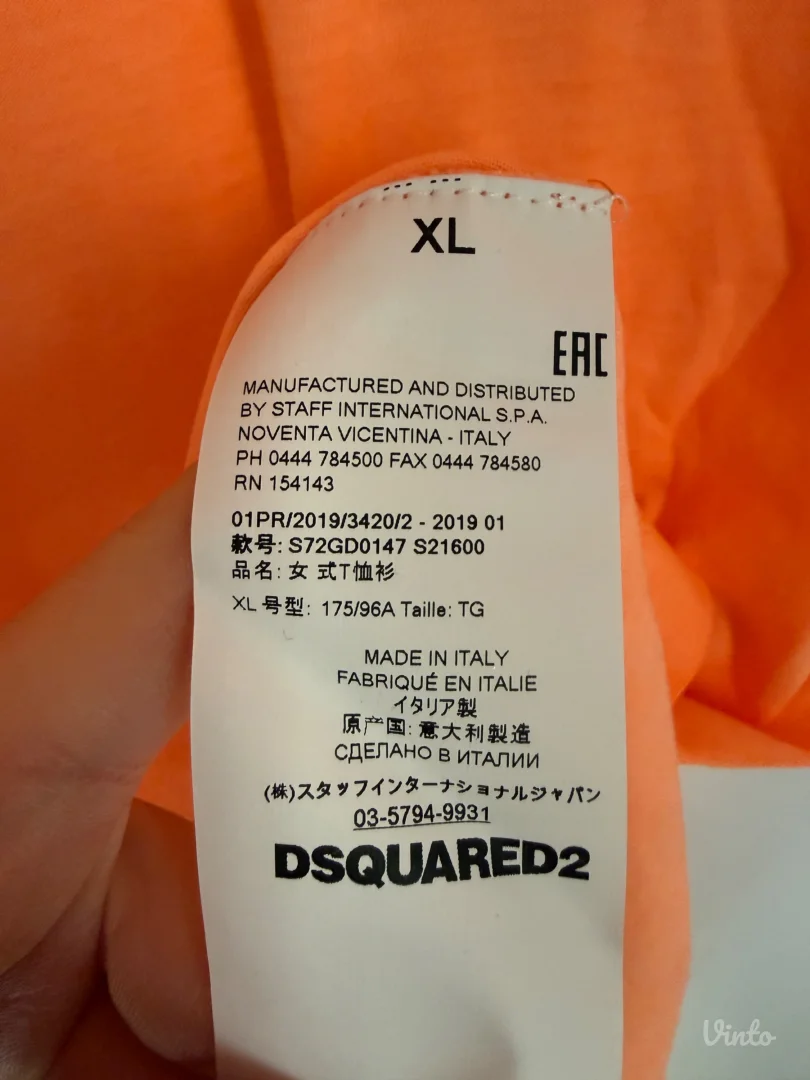 XL
EAC
MANUFACTURED AND DISTRIBUTED
BY STAFF INTERNATIONAL S.P.A.
NOVENTA VICENTINA - ITALY
PH 0444 784500 FAX 0444 784580
RN 154143
01PR/2019/3420/2 - 2019 01
款号: S72GD0147 S21600
品名: 女 式T恤衫
XL 号型: 175/96A Taille: TG
MADE IN ITALY
FABRIQUÉ EN ITALIE
イタリア製
原产国: 意大利製造
СДЕЛАНО В ИТАЛИИ
(株)スタッフインターナショナルジャパン
03-5794-9931
DSQUARED2
Vinto